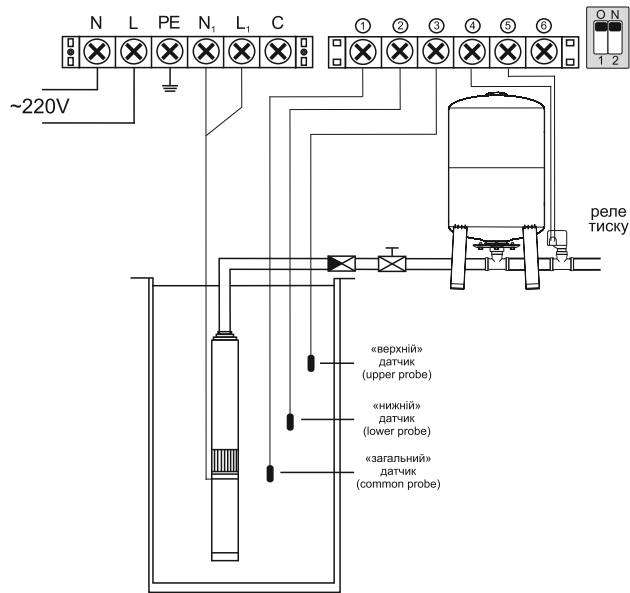 N L PE N1 L1 C 1 2 3 4 5 6
O N
1 2
~220V
реле
тиску
«верхній»
датчик
(upper probe)
«нижній»
датчик
(lower probe)
«загальний»
датчик
(common probe)